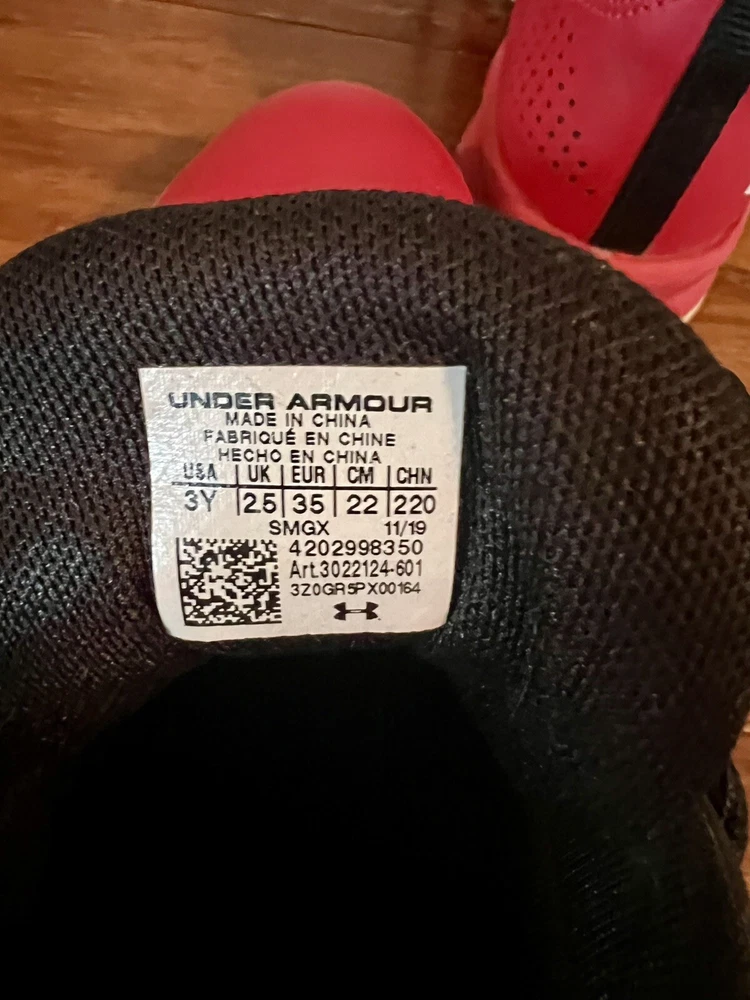 UNDER ARMOUR
MADE IN CHINA
FABRIQUÉ EN CHINE
HECHO EN CHINA
USA | UK | EUR | CM | CHN
3Y | 2.5 | 35 | 22 | 220
SMGX 11/19
4202998350
Art.3022124-601
3Z0GR5PX00164